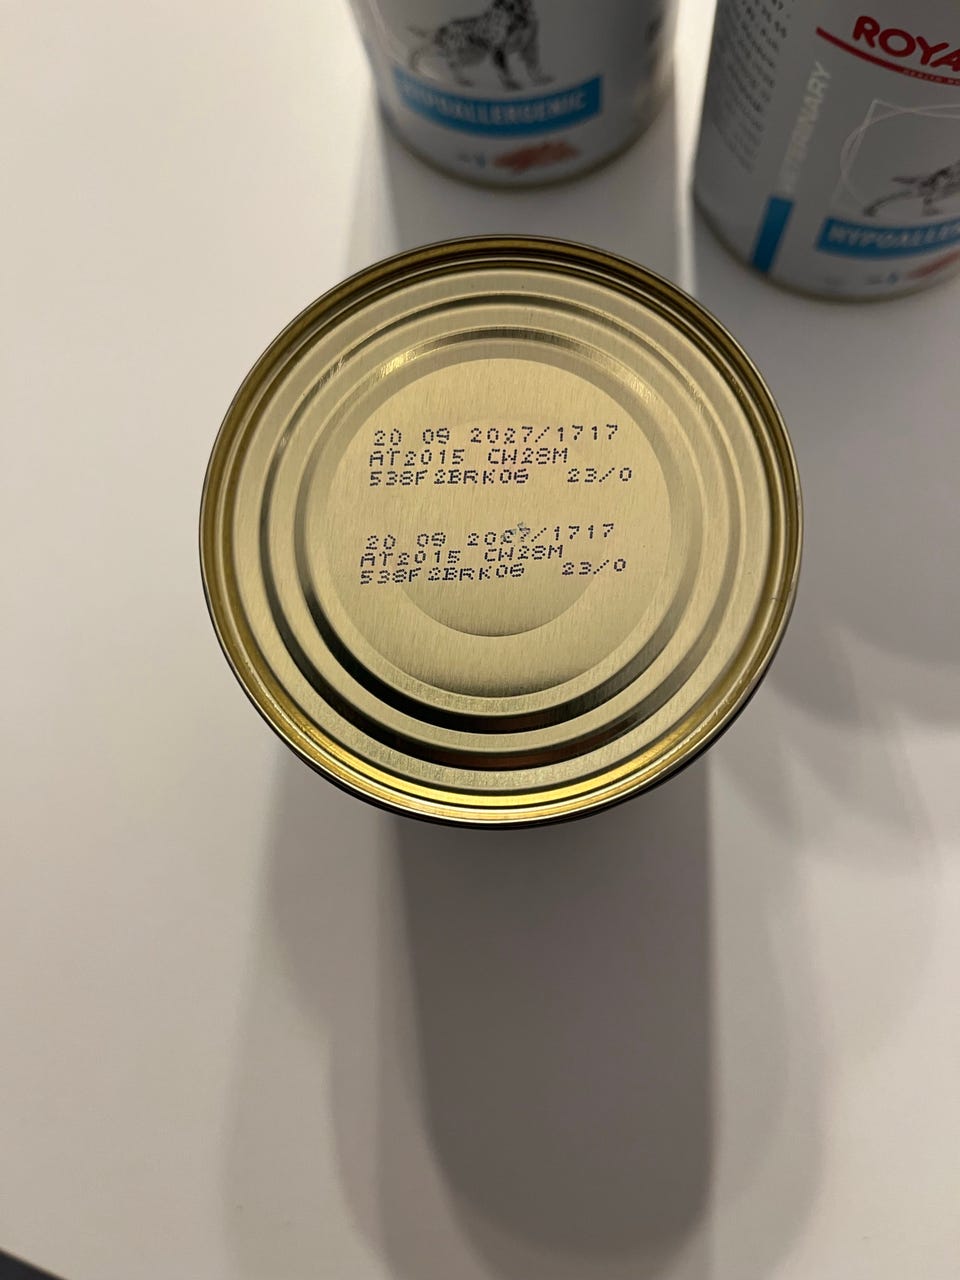 HYPOALLERGENIC
ROYA
VETERINARY
HYPOALLE
20 09 2027/1717
AT2015 CW28M
538F2BRK06 23/0
20 09 2027/1717
AT2015 CW28M
538F2BRK06 23/0